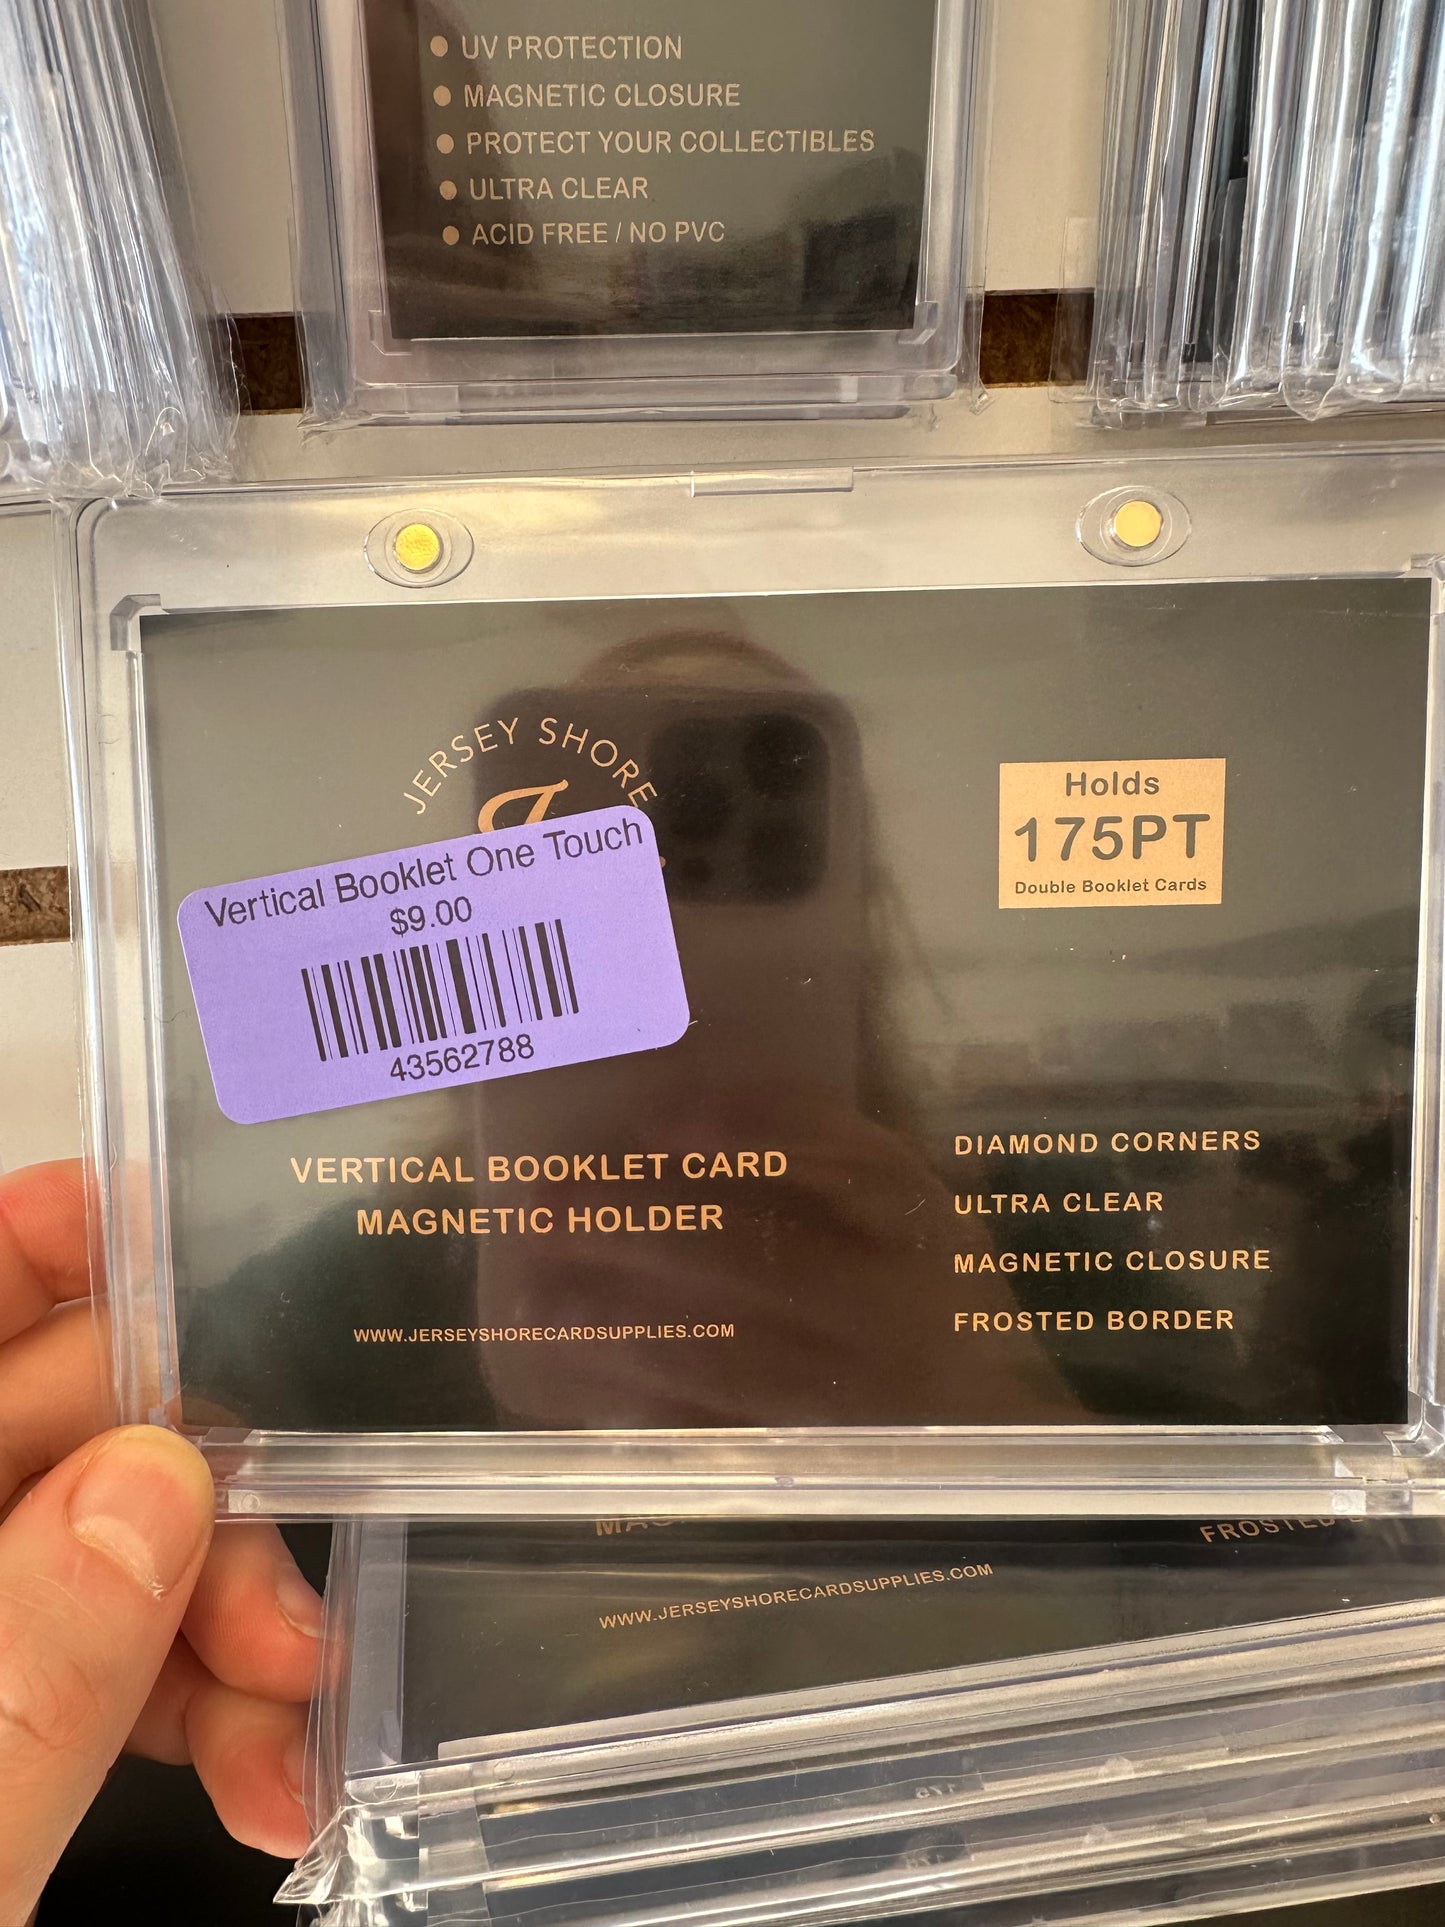 UV PROTECTION
MAGNETIC CLOSURE
PROTECT YOUR COLLECTIBLES
ULTRA CLEAR
ACID FREE / NO PVC
JERSEY SHORE
J
Vertical Booklet One Touch
$9.00
43562788
Holds
175PT
Double Booklet Cards
VERTICAL BOOKLET CARD
MAGNETIC HOLDER
WWW.JERSEYSHORECARDSUPPLIES.COM
DIAMOND CORNERS
ULTRA CLEAR
MAGNETIC CLOSURE
FROSTED BORDER
FROSTED
WWW.JERSEYSHORECARDSUPPLIES.COM